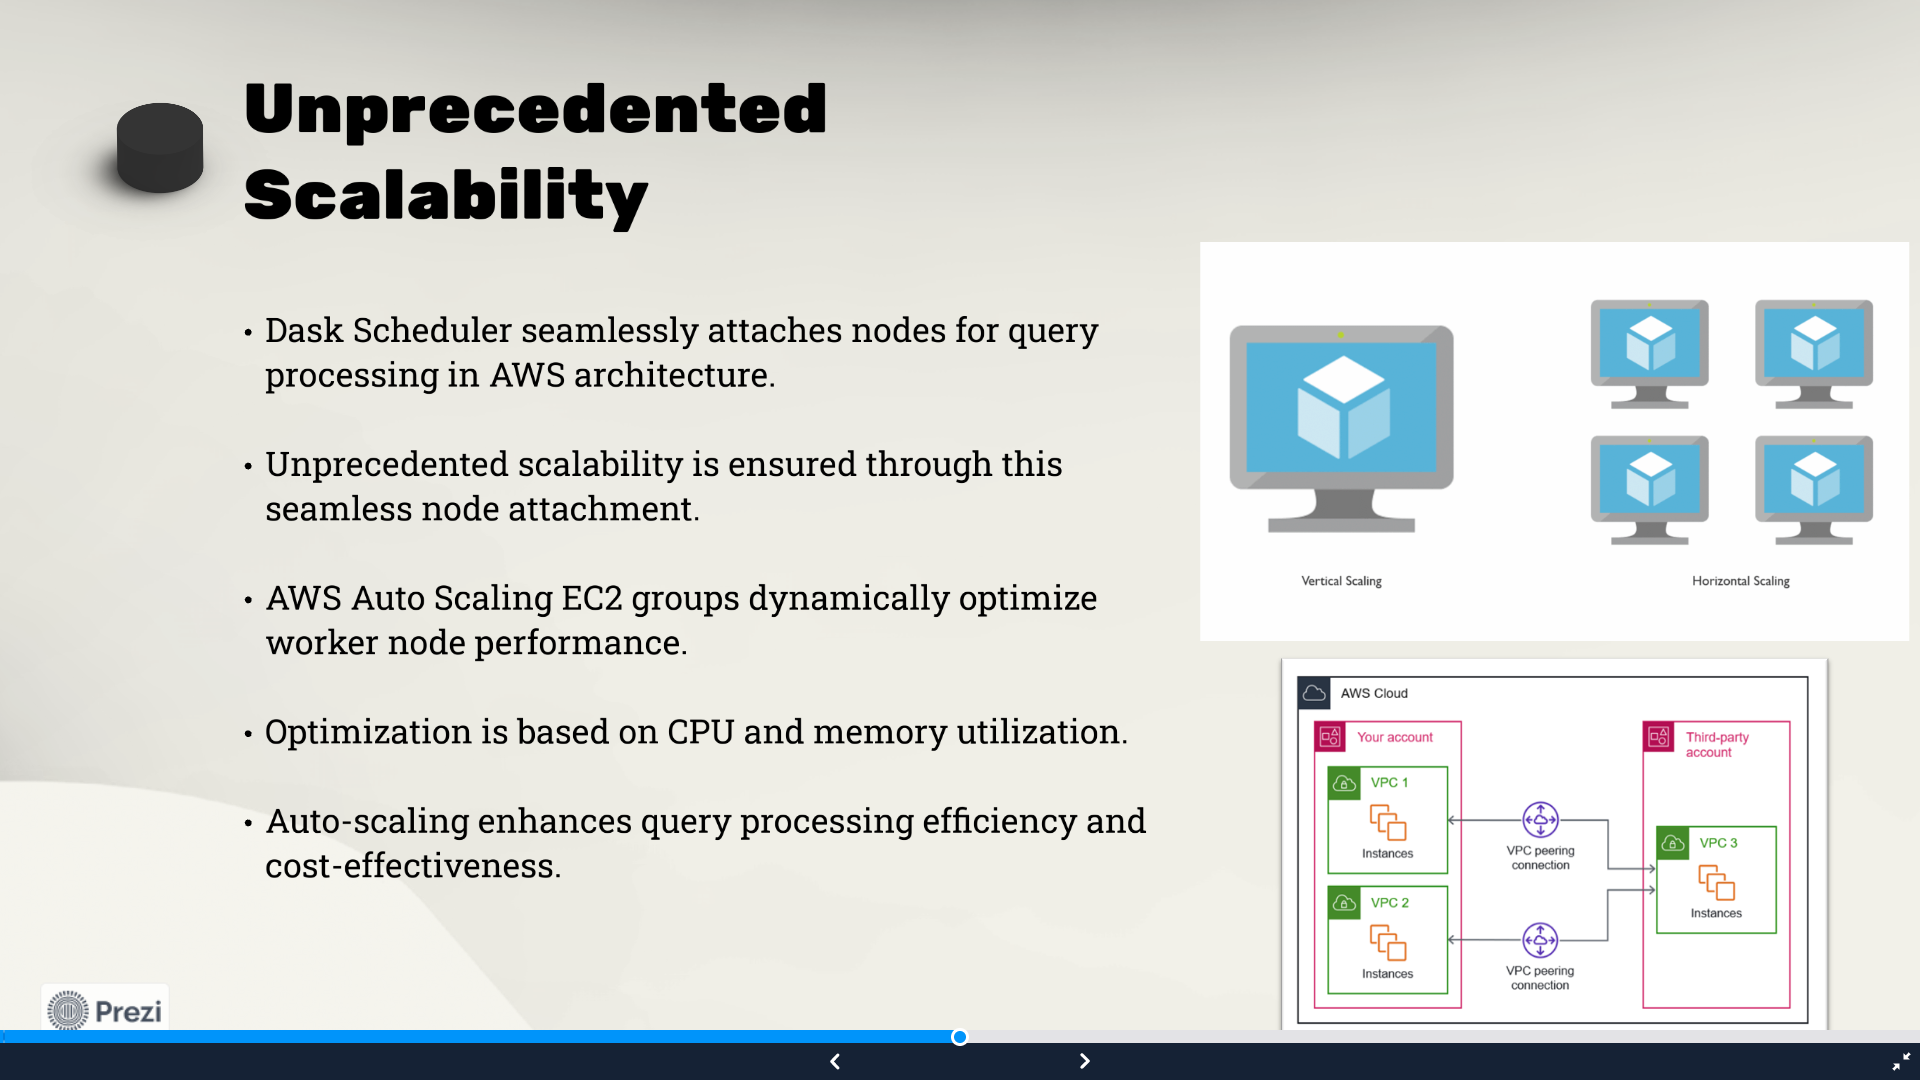 Unprecedented
Scalability
• Dask Scheduler seamlessly attaches nodes for query
processing in AWS architecture.
• Unprecedented scalability is ensured through this
seamless node attachment.
• AWS Auto Scaling EC2 groups dynamically optimize
worker node performance.
• Optimization is based on CPU and memory utilization.
• Auto-scaling enhances query processing efficiency and
cost-effectiveness.
Vertical Scaling
Horizontal Scaling
AWS Cloud
Your account
VPC 1
Instances
VPC 2
Instances
VPC peering
connection
VPC peering
connection
Third-party
account
VPC 3
Instances
Prezi